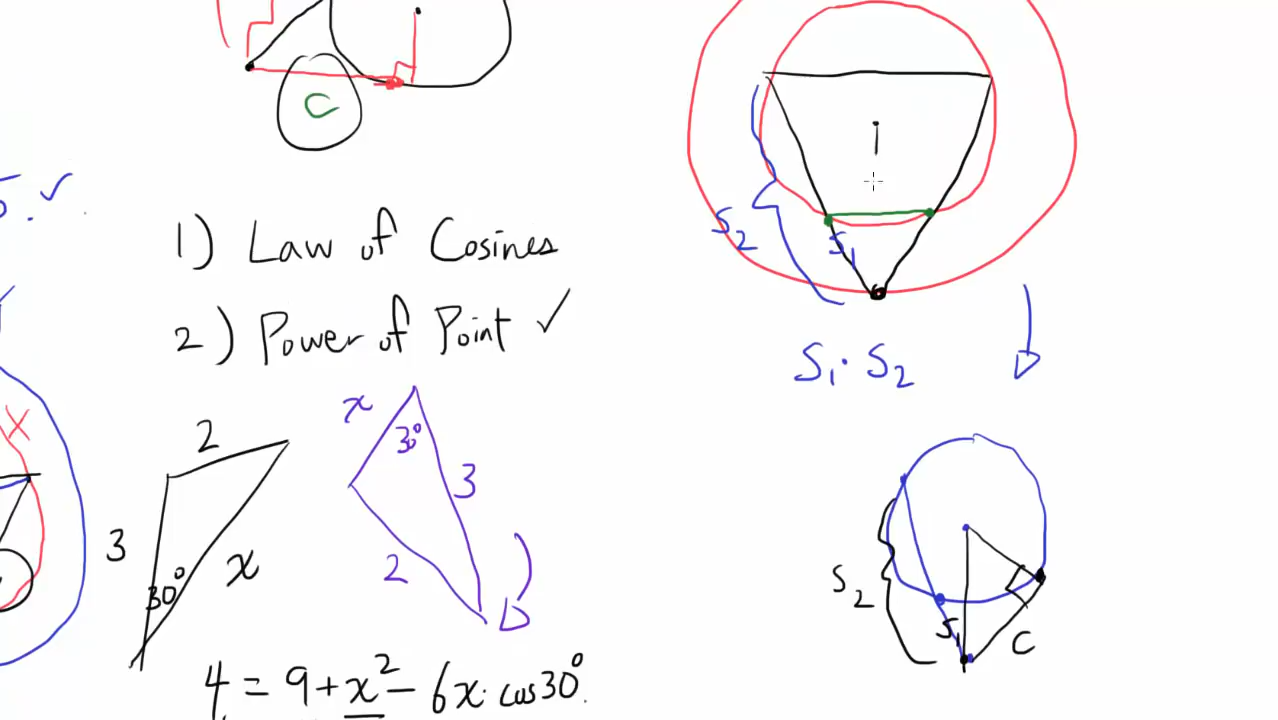 C
5. ✓
1) Law of Cosines
2) Power of Point ✓
X
2
3
30°
x
x
30°
3
2
4 = 9 + x² - 6x · cos 30°
S₂
S₁
S₁ · S₂
S₂
S₁
C